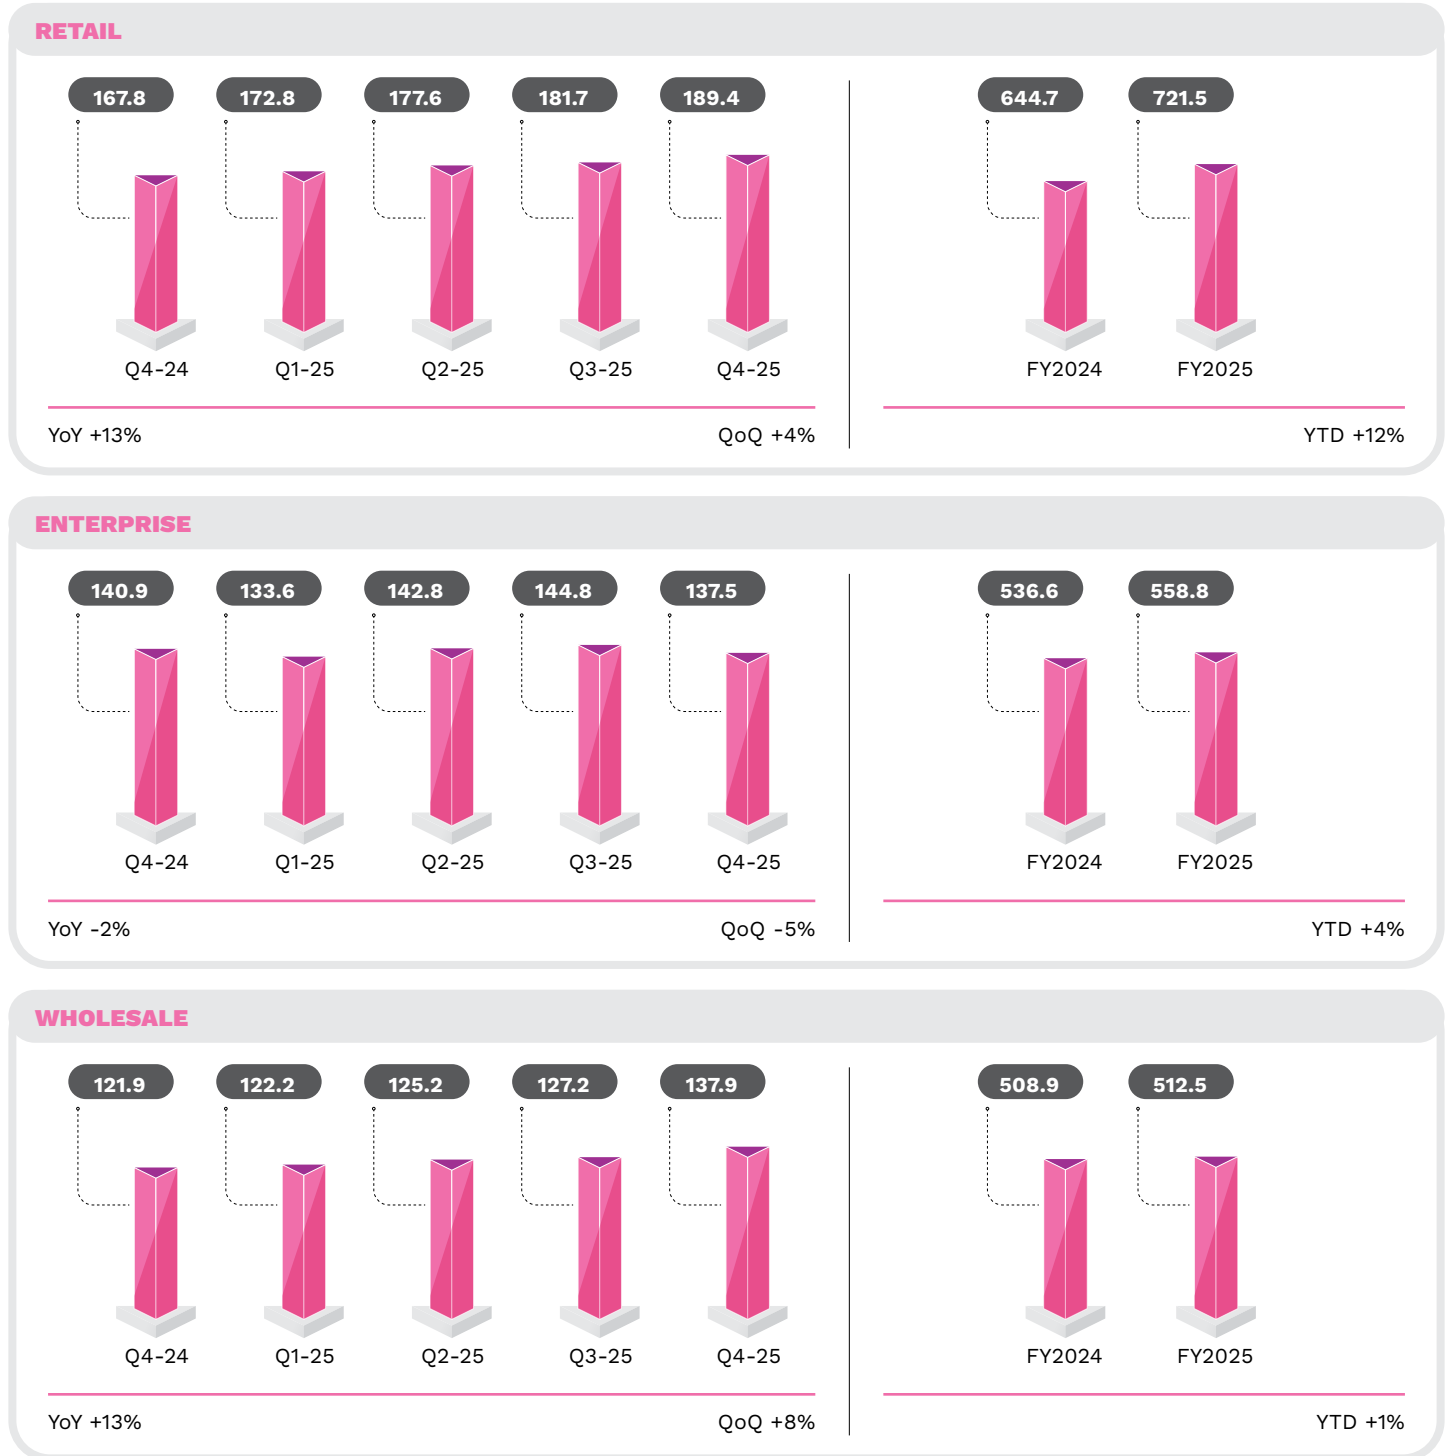 RETAIL
167.8 172.8 177.6 181.7 189.4 644.7 721.5
Q4-24 Q1-25 Q2-25 Q3-25 Q4-25 FY2024 FY2025
YoY +13% QoQ +4% YTD +12%
ENTERPRISE
140.9 133.6 142.8 144.8 137.5 536.6 558.8
Q4-24 Q1-25 Q2-25 Q3-25 Q4-25 FY2024 FY2025
YoY -2% QoQ -5% YTD +4%
WHOLESALE
121.9 122.2 125.2 127.2 137.9 508.9 512.5
Q4-24 Q1-25 Q2-25 Q3-25 Q4-25 FY2024 FY2025
YoY +13% QoQ +8% YTD +1%